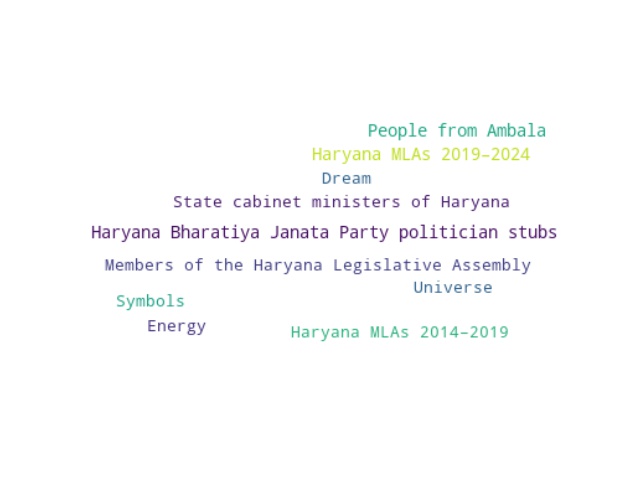 People from Ambala
Haryana MLAs 2019–2024
Dream
State cabinet ministers of Haryana
Haryana Bharatiya Janata Party politician stubs
Members of the Haryana Legislative Assembly
Universe
Symbols
Energy
Haryana MLAs 2014–2019